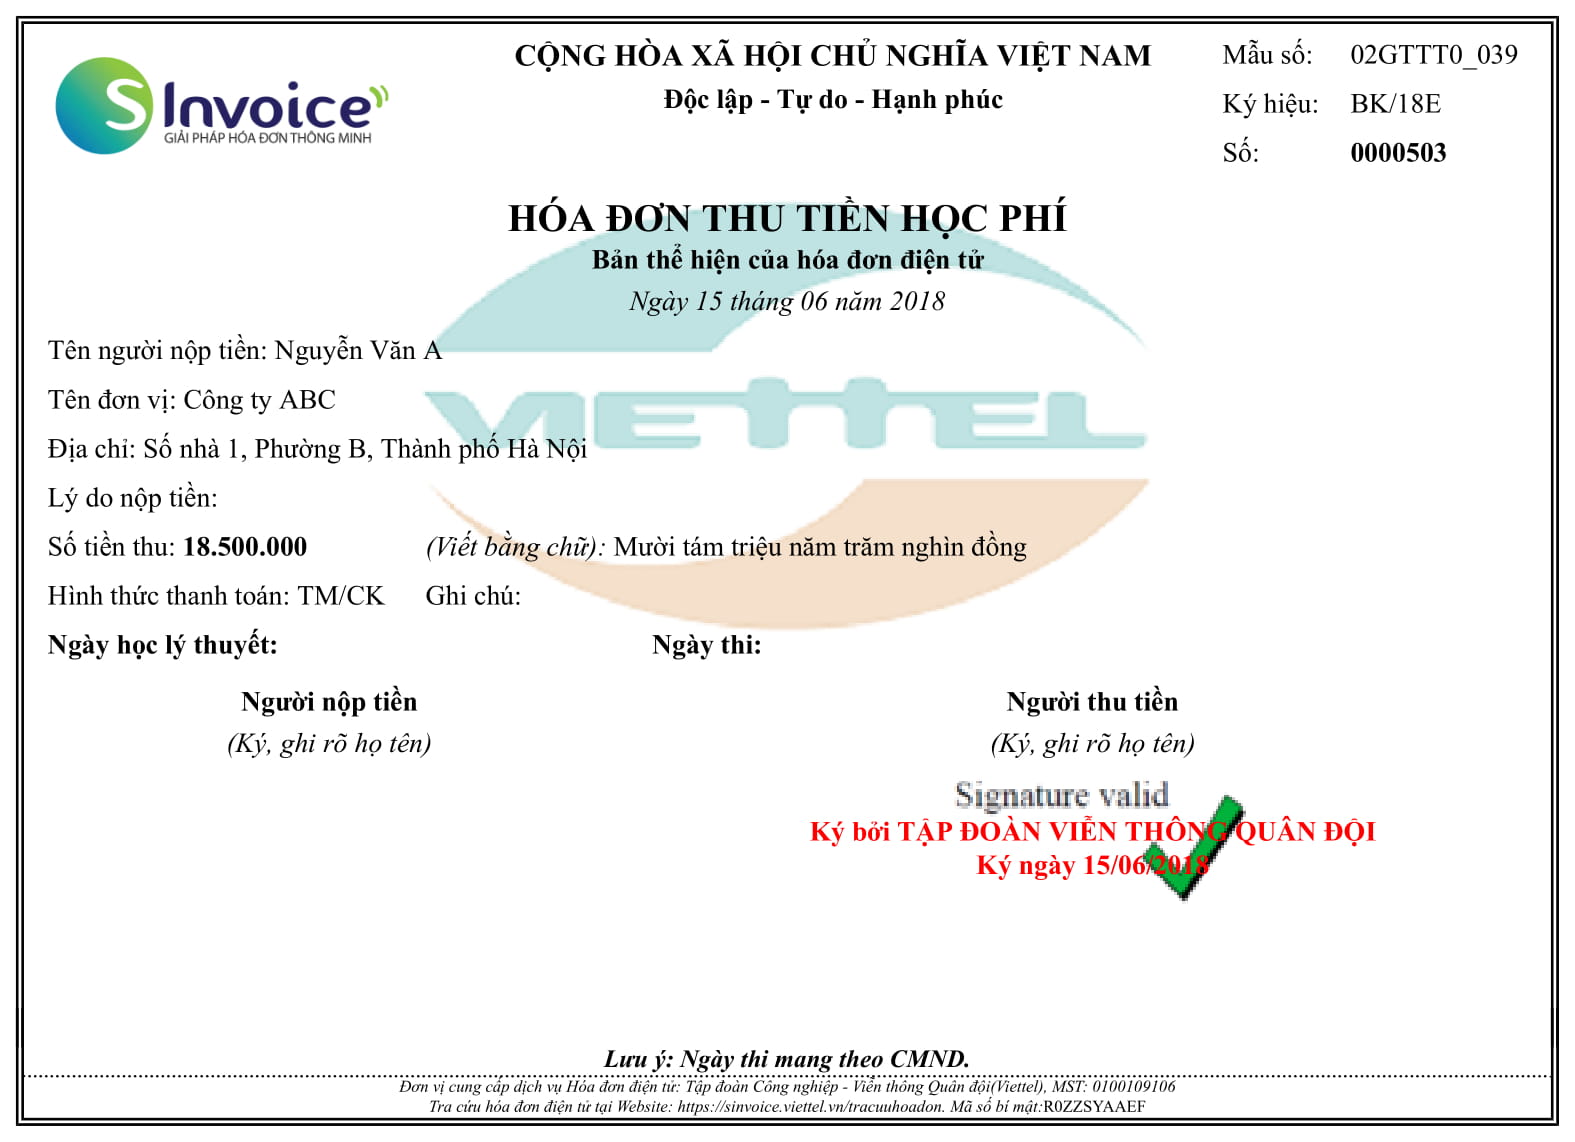 S Invoice
GIẢI PHÁP HÓA ĐƠN THÔNG MINH
CỘNG HÒA XÃ HỘI CHỦ NGHĨA VIỆT NAM
Độc lập - Tự do - Hạnh phúc
Mẫu số: 02GTTT0_039
Ký hiệu: BK/18E
Số: 0000503
HÓA ĐƠN THU TIỀN HỌC PHÍ
Bản thể hiện của hóa đơn điện tử
Ngày 15 tháng 06 năm 2018
Tên người nộp tiền: Nguyễn Văn A
Tên đơn vị: Công ty ABC
VIETTEL
Địa chỉ: Số nhà 1, Phường B, Thành phố Hà Nội
Lý do nộp tiền:
Số tiền thu: 18.500.000 (Viết bằng chữ): Mười tám triệu năm trăm nghìn đồng
Hình thức thanh toán: TM/CK Ghi chú:
Ngày học lý thuyết: Ngày thi:
Người nộp tiền Người thu tiền
(Ký, ghi rõ họ tên) (Ký, ghi rõ họ tên)
Signature valid
Ký bởi TẬP ĐOÀN VIỄN THÔNG QUÂN ĐỘI
Ký ngày 15/06/2018
Lưu ý: Ngày thi mang theo CMND.
Đơn vị cung cấp dịch vụ Hóa đơn điện tử: Tập đoàn Công nghiệp - Viễn thông Quân đội(Viettel), MST: 0100109106
Tra cứu hóa đơn điện tử tại Website: https://sinvoice.viettel.vn/tracuuhoadon. Mã số bí mật:R0ZZSYAAEF